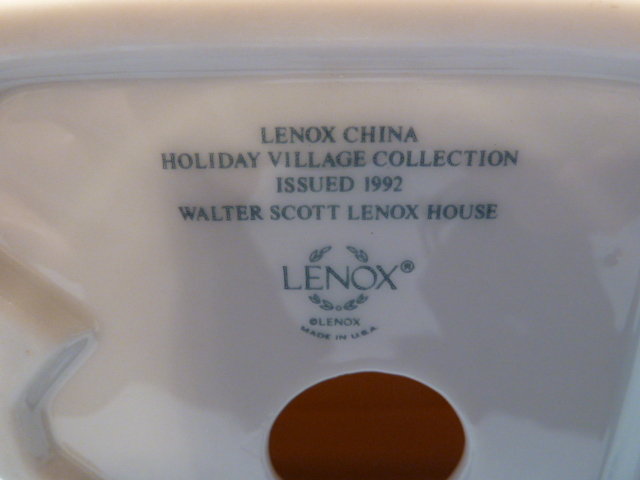 LENOX CHINA
HOLIDAY VILLAGE COLLECTION
ISSUED 1992
WALTER SCOTT LENOX HOUSE
LENOX®
©LENOX
MADE IN U.S.A.